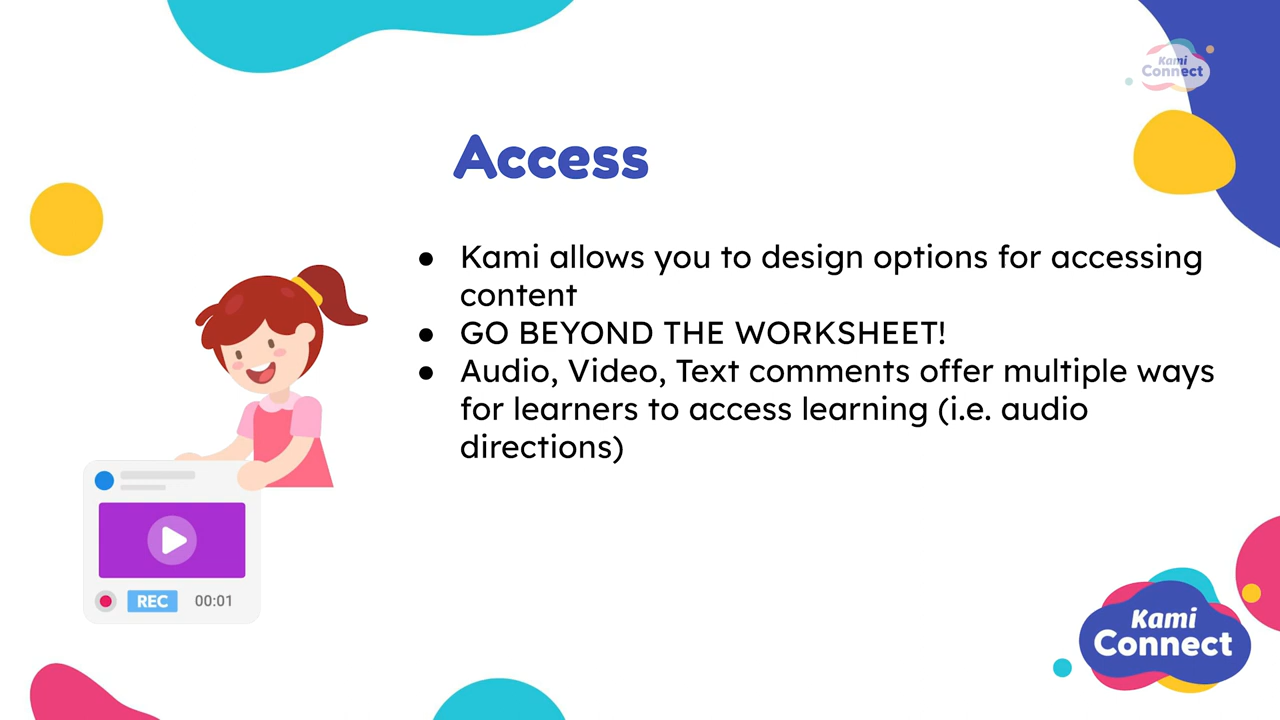 Kami
Connect
Access
● Kami allows you to design options for accessing
content
● GO BEYOND THE WORKSHEET!
● Audio, Video, Text comments offer multiple ways
for learners to access learning (i.e. audio
directions)
REC 00:01
Kami
Connect